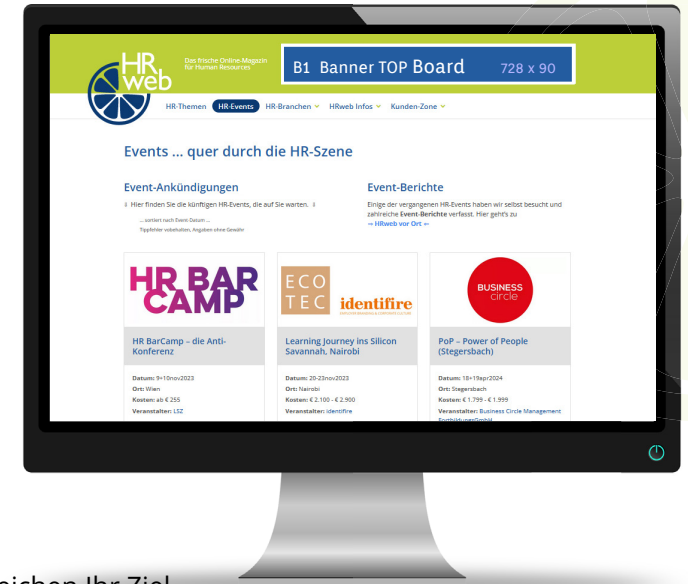 HR
web
Das frische Online-Magazin
für Human Resources
B1 Banner TOP Board 728 x 90
HR-Themen HR-Events HR-Branchen HRweb Infos Kunden-Zone
Events ... quer durch die HR-Szene
Event-Ankündigungen
⇓ Hier finden Sie die künftigen HR-Events, die auf Sie warten. ⇓
... sortiert nach Event-Datum ...
Tippfehler vobehalten, Angaben ohne Gewähr
Event-Berichte
Einige der vergangenen HR-Events haben wir selbst besucht und
zahlreiche Event-Berichte verfasst. Hier geht's zu
⇒ HRweb vor Ort ⇐
HR BAR
CAMP
HR BarCamp – die Anti-
Konferenz
Datum: 9+10nov2023
Ort: Wien
Kosten: ab € 255
Veranstalter: LSZ
ECO
TEC
identifire
Learning Journey ins Silicon
Savannah, Nairobi
Datum: 20-23nov2023
Ort: Nairobi
Kosten: € 2.100 - € 2.900
Veranstalter: identifire
BUSINESS
circle
PoP – Power of People
(Stegersbach)
Datum: 18+19apr2024
Ort: Stegersbach
Kosten: € 1.799 - € 1.999
Veranstalter: Business Circle Management
FortbildungsGmbH
eichen Ihr Ziel